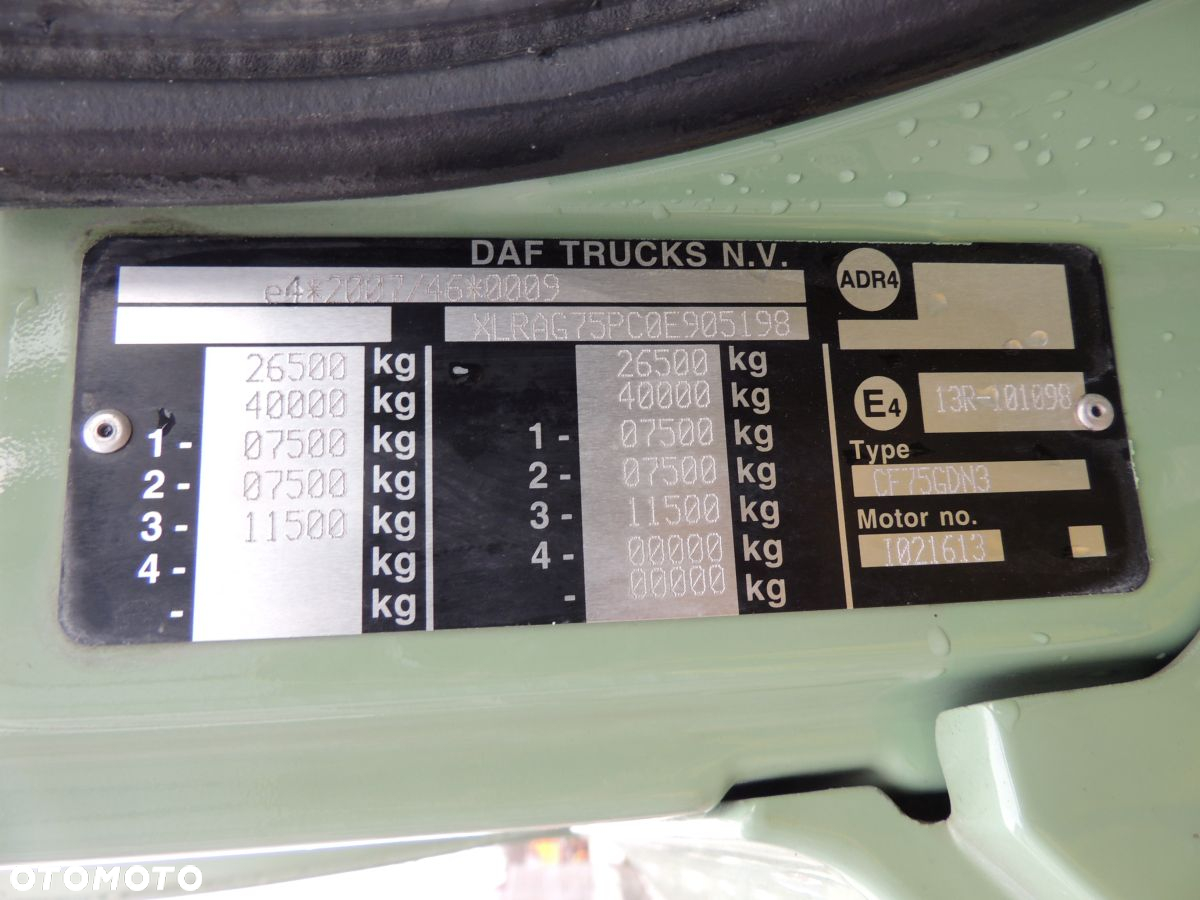 DAF TRUCKS N.V.
e4*2007/46*0009
XLRAG75PC0E905198
26500 kg
40000 kg
1 - 07500 kg
2 - 07500 kg
3 - 11500 kg
4 - kg
- kg
26500 kg
40000 kg
1 - 07500 kg
2 - 07500 kg
3 - 11500 kg
4 - 00000 kg
- 00000 kg
ADR4
E4 13R-101098
Type
CF75GDN3
Motor no.
I021613
OTOMOTO